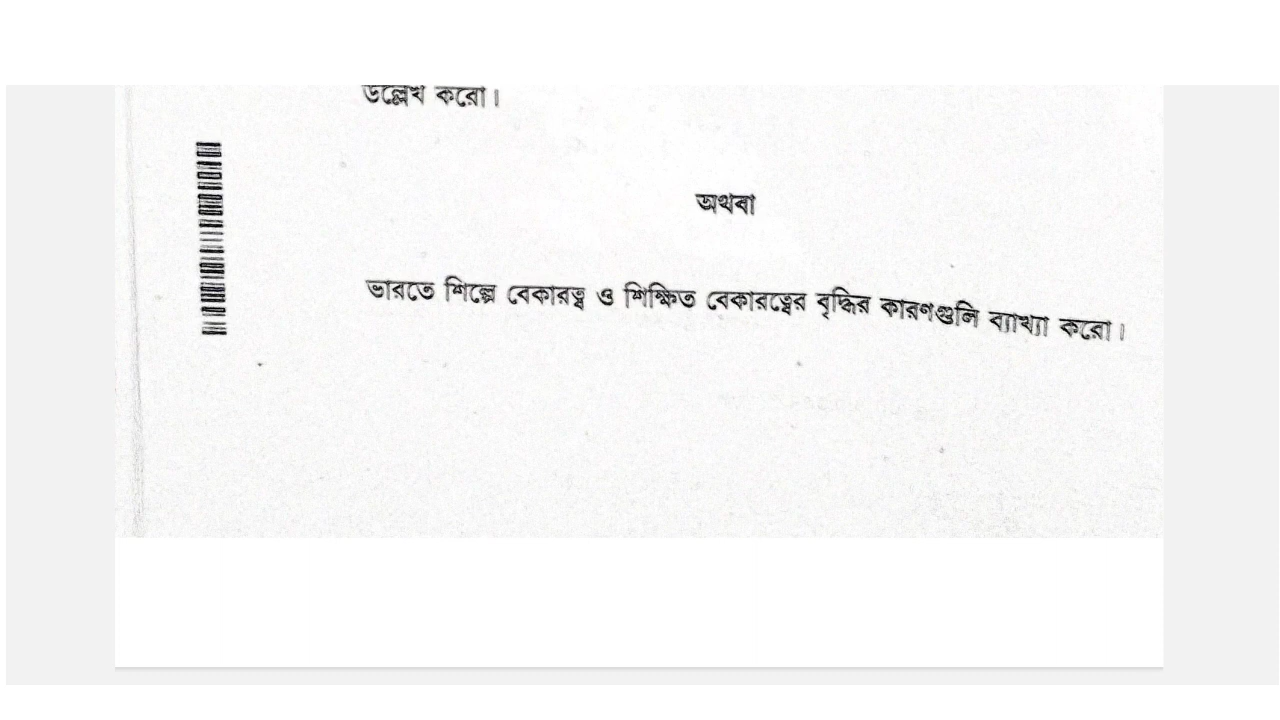 উল্লেখ করো।
অথবা
ভারতে শিল্পে বেকারত্ব ও শিক্ষিত বেকারত্বের বৃদ্ধির কারণগুলি ব্যাখ্যা করো।